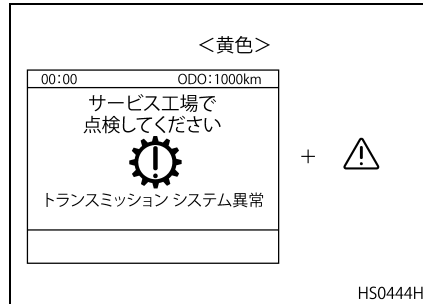 ＜黄色＞
00:00 ODO:1000km
サービス工場で
点検してください
トランスミッション システム異常
+
HS0444H